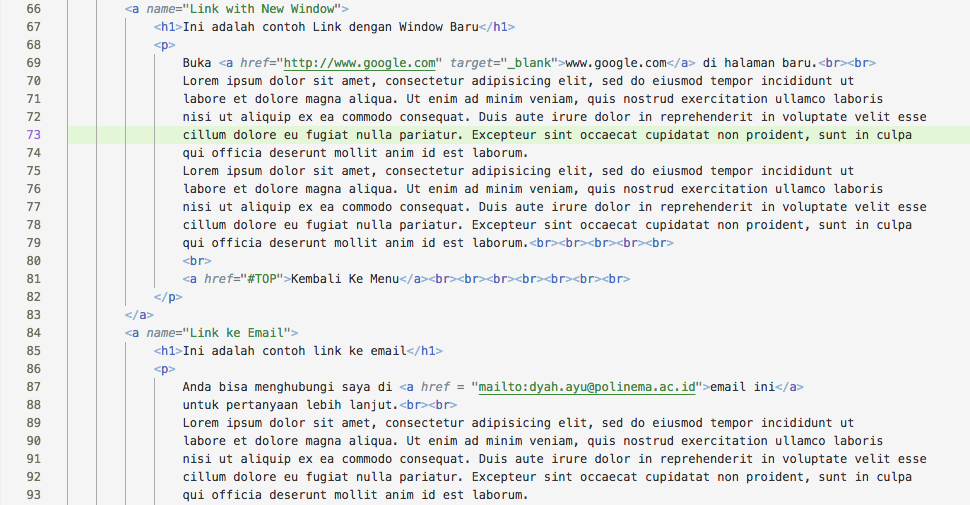 66 <a name="Link with New Window">
67 <h1>Ini adalah contoh Link dengan Window Baru</h1>
68 <p>
69 Buka <a href="http://www.google.com" target="_blank">www.google.com</a> di halaman baru.<br><br>
70 Lorem ipsum dolor sit amet, consectetur adipisicing elit, sed do eiusmod tempor incididunt ut
71 labore et dolore magna aliqua. Ut enim ad minim veniam, quis nostrud exercitation ullamco laboris
72 nisi ut aliquip ex ea commodo consequat. Duis aute irure dolor in reprehenderit in voluptate velit esse
73 cillum dolore eu fugiat nulla pariatur. Excepteur sint occaecat cupidatat non proident, sunt in culpa
74 qui officia deserunt mollit anim id est laborum.
75 Lorem ipsum dolor sit amet, consectetur adipisicing elit, sed do eiusmod tempor incididunt ut
76 labore et dolore magna aliqua. Ut enim ad minim veniam, quis nostrud exercitation ullamco laboris
77 nisi ut aliquip ex ea commodo consequat. Duis aute irure dolor in reprehenderit in voluptate velit esse
78 cillum dolore eu fugiat nulla pariatur. Excepteur sint occaecat cupidatat non proident, sunt in culpa
79 qui officia deserunt mollit anim id est laborum.<br><br><br><br><br>
80 <br>
81 <a href="#TOP">Kembali Ke Menu</a><br><br><br><br><br><br><br>
82 </p>
83 </a>
84 <a name="Link ke Email">
85 <h1>Ini adalah contoh link ke email</h1>
86 <p>
87 Anda bisa menghubungi saya di <a href = "mailto:dyah.ayu@polinema.ac.id">email ini</a>
88 untuk pertanyaan lebih lanjut.<br><br>
89 Lorem ipsum dolor sit amet, consectetur adipisicing elit, sed do eiusmod tempor incididunt ut
90 labore et dolore magna aliqua. Ut enim ad minim veniam, quis nostrud exercitation ullamco laboris
91 nisi ut aliquip ex ea commodo consequat. Duis aute irure dolor in reprehenderit in voluptate velit esse
92 cillum dolore eu fugiat nulla pariatur. Excepteur sint occaecat cupidatat non proident, sunt in culpa
93 qui officia deserunt mollit anim id est laborum.